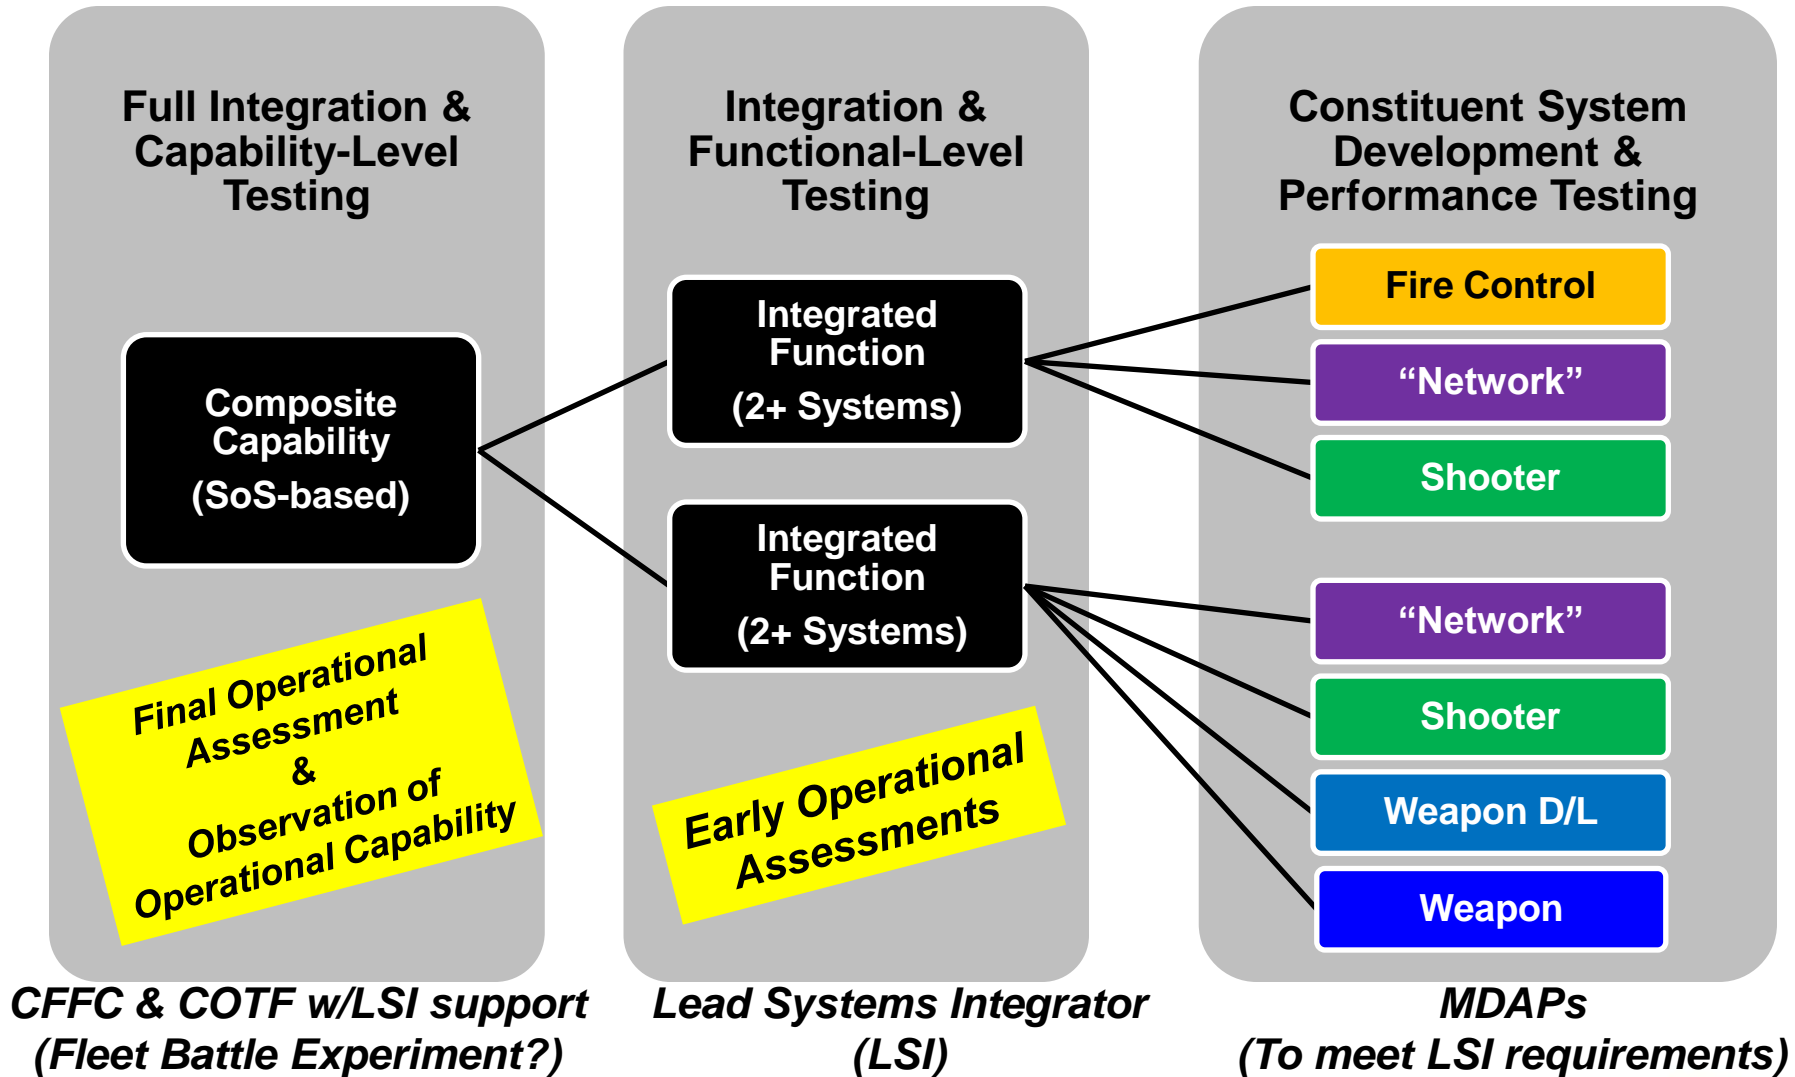 Full Integration &
Capability-Level
Testing
Composite
Capability
(SoS-based)
Final Operational
Assessment
&
Observation of
Operational Capability
CFFC & COTF w/LSI support
(Fleet Battle Experiment?)
Integration &
Functional-Level
Testing
Integrated
Function
(2+ Systems)
Integrated
Function
(2+ Systems)
Early Operational
Assessments
Lead Systems Integrator
(LSI)
Constituent System
Development &
Performance Testing
Fire Control
“Network”
Shooter
“Network”
Shooter
Weapon D/L
Weapon
MDAPs
(To meet LSI requirements)